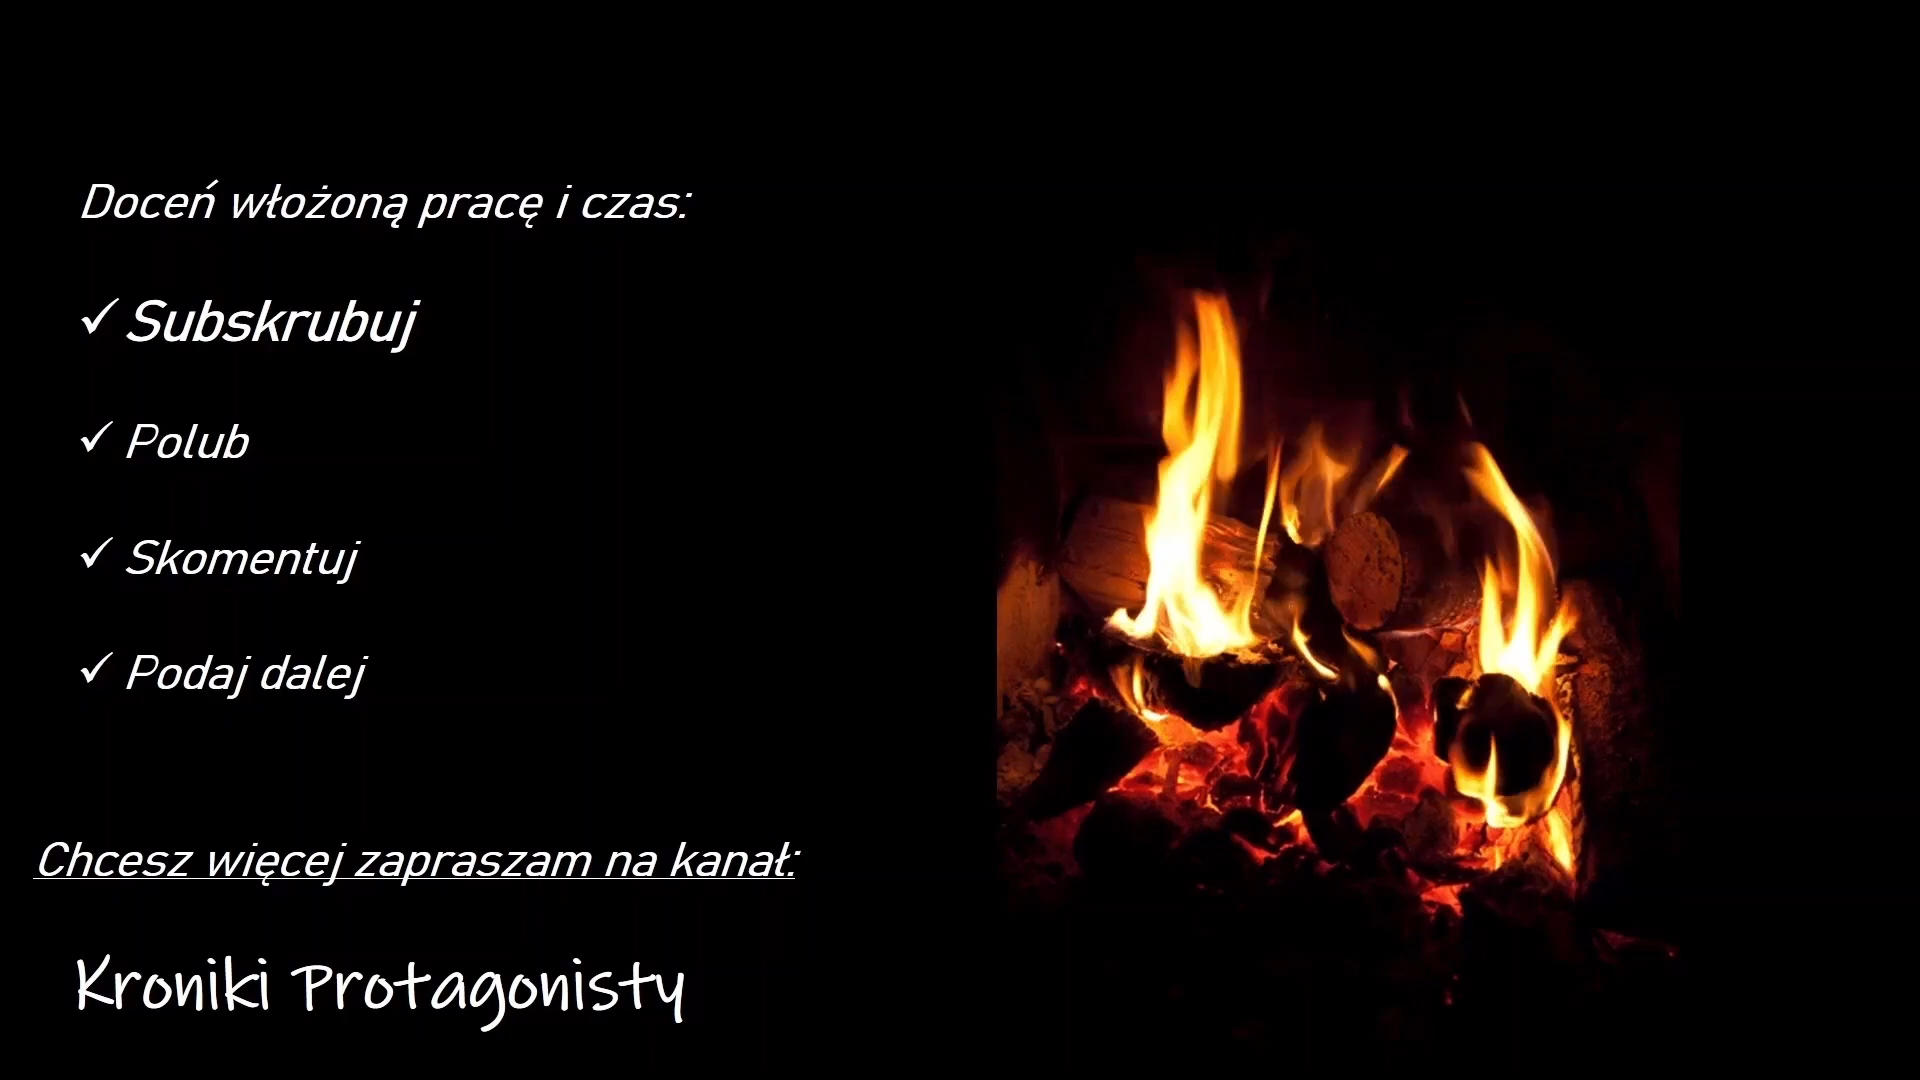 Doceń włożoną pracę i czas:
✓ Subskrubuj
✓ Polub
✓ Skomentuj
✓ Podaj dalej
Chcesz więcej zapraszam na kanał:
Kroniki Protagonisty